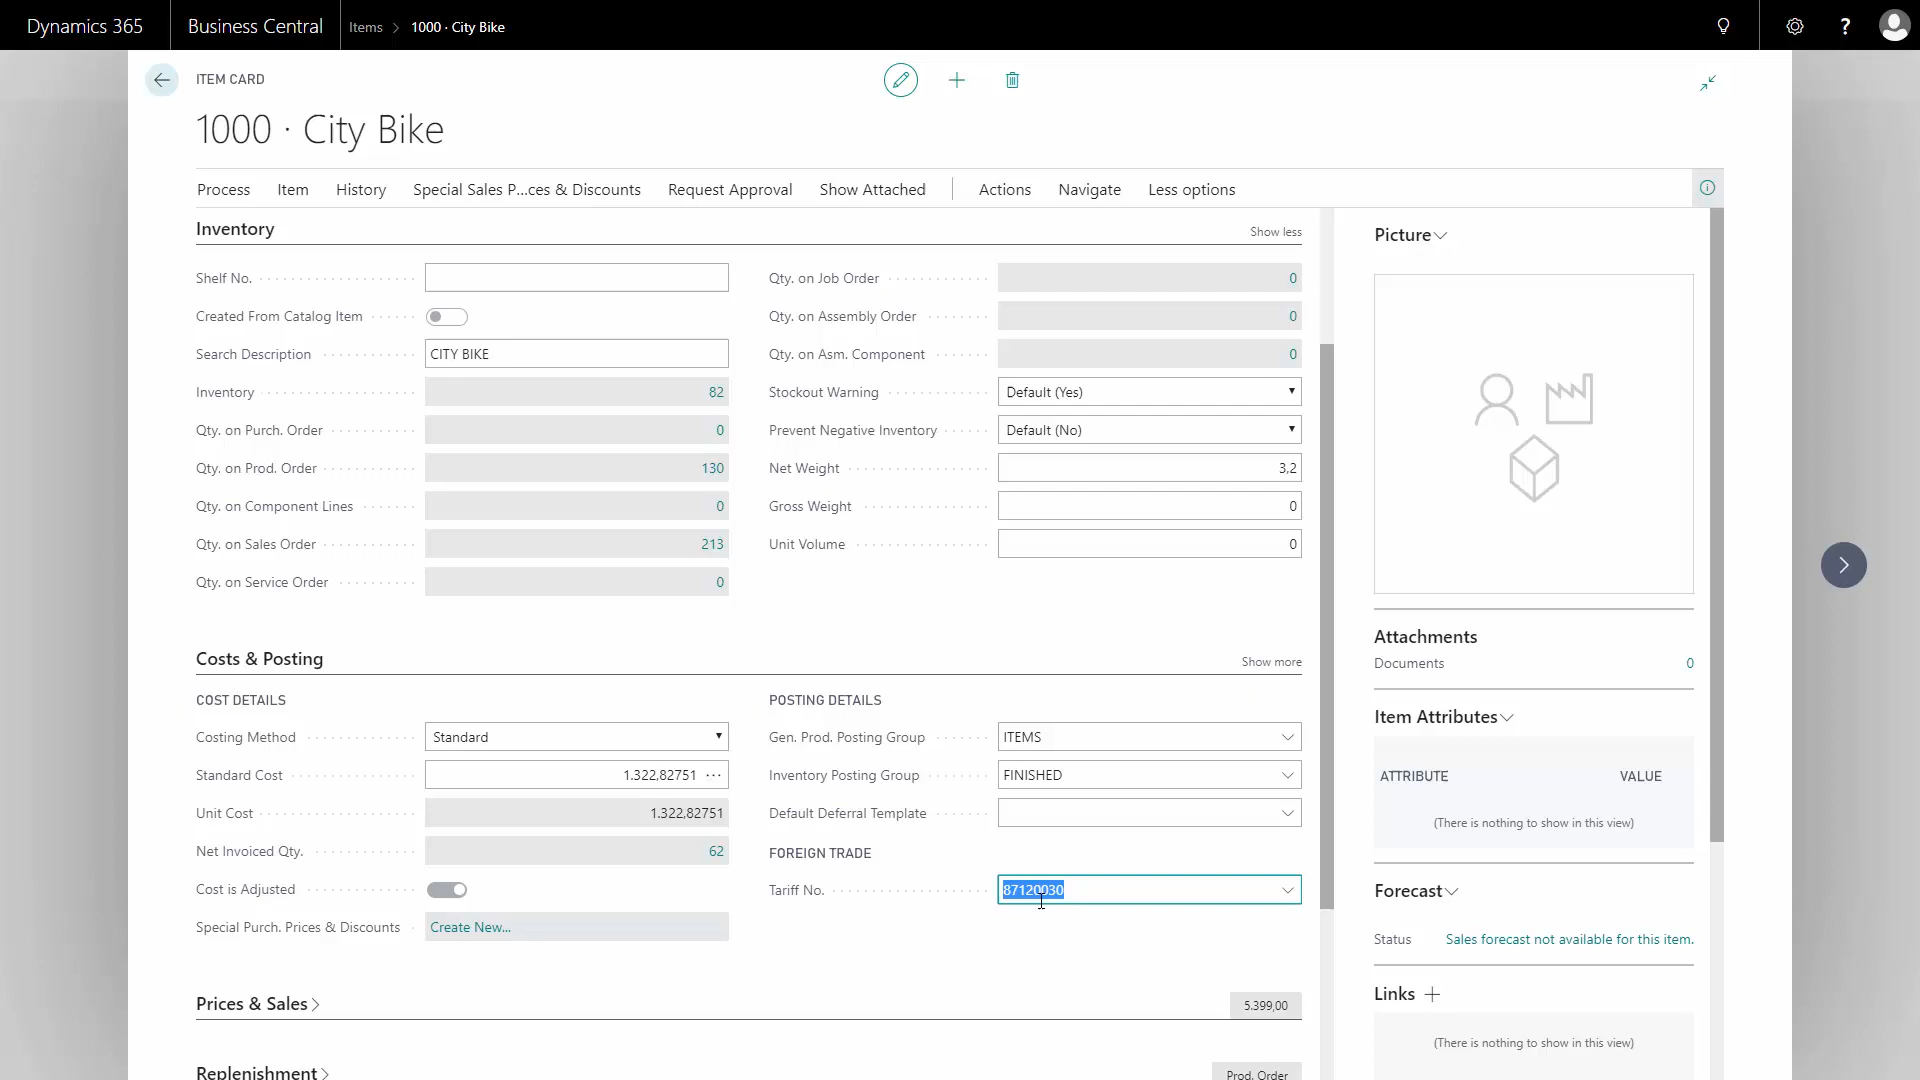 Dynamics 365 Business Central Items > 1000 · City Bike ?
ITEM CARD
1000 · City Bike
Process Item History Special Sales P...ces & Discounts Request Approval Show Attached Actions Navigate Less options
Inventory Show less
Shelf No.
Created From Catalog Item
Search Description CITY BIKE
Inventory 82
Qty. on Purch. Order 0
Qty. on Prod. Order 130
Qty. on Component Lines 0
Qty. on Sales Order 213
Qty. on Service Order 0
Qty. on Job Order 0
Qty. on Assembly Order 0
Qty. on Asm. Component 0
Stockout Warning Default (Yes)
Prevent Negative Inventory Default (No)
Net Weight 3,2
Gross Weight 0
Unit Volume 0
Costs & Posting Show more
COST DETAILS
Costing Method Standard
Standard Cost 1.322,82751 ...
Unit Cost 1.322,82751
Net Invoiced Qty. 62
Cost is Adjusted
Special Purch. Prices & Discounts Create New...
POSTING DETAILS
Gen. Prod. Posting Group ITEMS
Inventory Posting Group FINISHED
Default Deferral Template
FOREIGN TRADE
Tariff No. 87120030
Prices & Sales > 5.399,00
Replenishment > Prod. Order
Picture
Attachments
Documents 0
Item Attributes
ATTRIBUTE VALUE
(There is nothing to show in this view)
Forecast
Status Sales forecast not available for this item.
Links +
(There is nothing to show in this view)